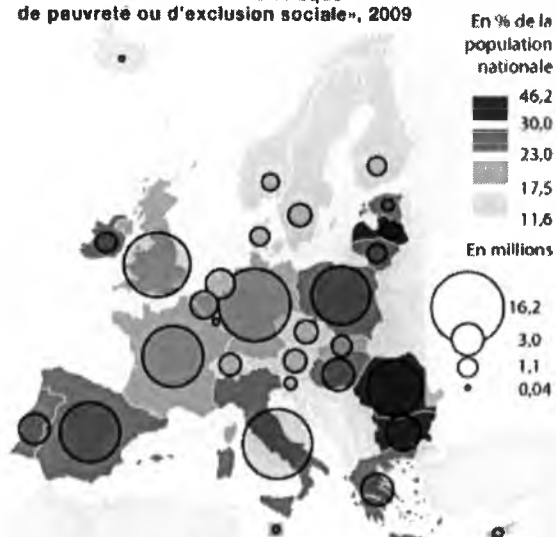 de pauvreté ou d'exclusion sociale», 2009
En % de la
population
nationale
46,2
30,0
23,0
17,5
11,6
En millions
16,2
3,0
1,1
0,04